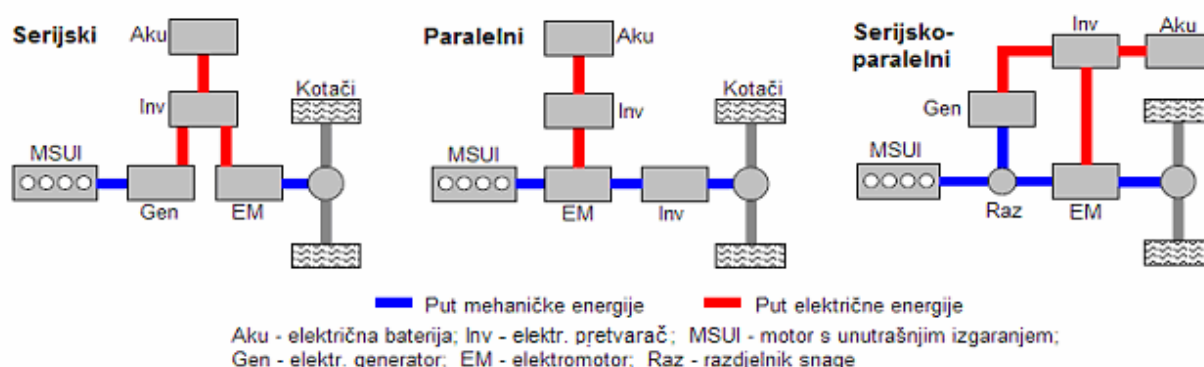 Serijski
Aku
Inv
Kotači
MSUI
Gen
EM
Paralelni
Aku
Inv
Kotači
MSUI
EM
Inv
Serijsko-
paralelni
Inv
Aku
Gen
MSUI
Raz
EM
Put mehaničke energije
Put električne energije
Aku - električna baterija; Inv - elektr. pretvarač; MSUI - motor s unutrašnjim izgaranjem;
Gen - elektr. generator; EM - elektromotor; Raz - razdjelnik snage